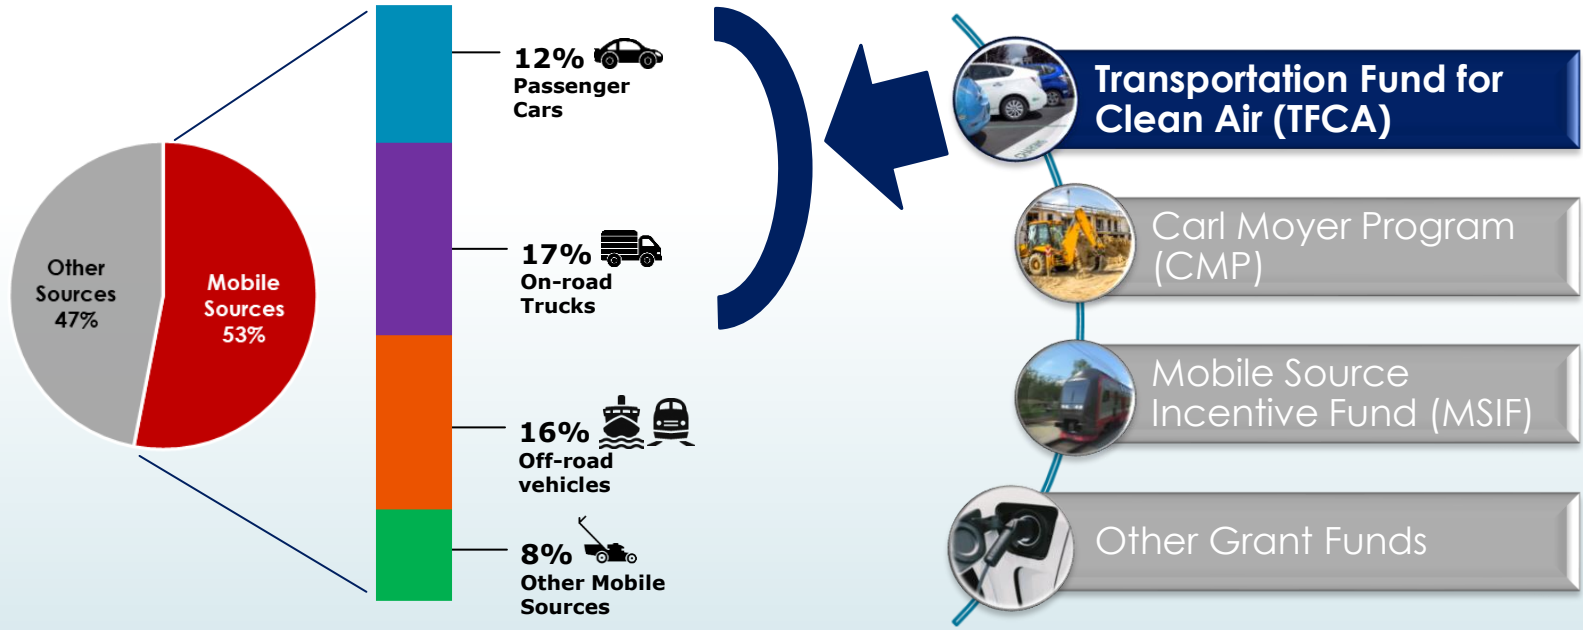 Other
Sources
47%
Mobile
Sources
53%
12%
Passenger
Cars
17%
On-road
Trucks
16%
Off-road
vehicles
8%
Other Mobile
Sources
Transportation Fund for
Clean Air (TFCA)
Carl Moyer Program
(CMP)
Mobile Source
Incentive Fund (MSIF)
Other Grant Funds